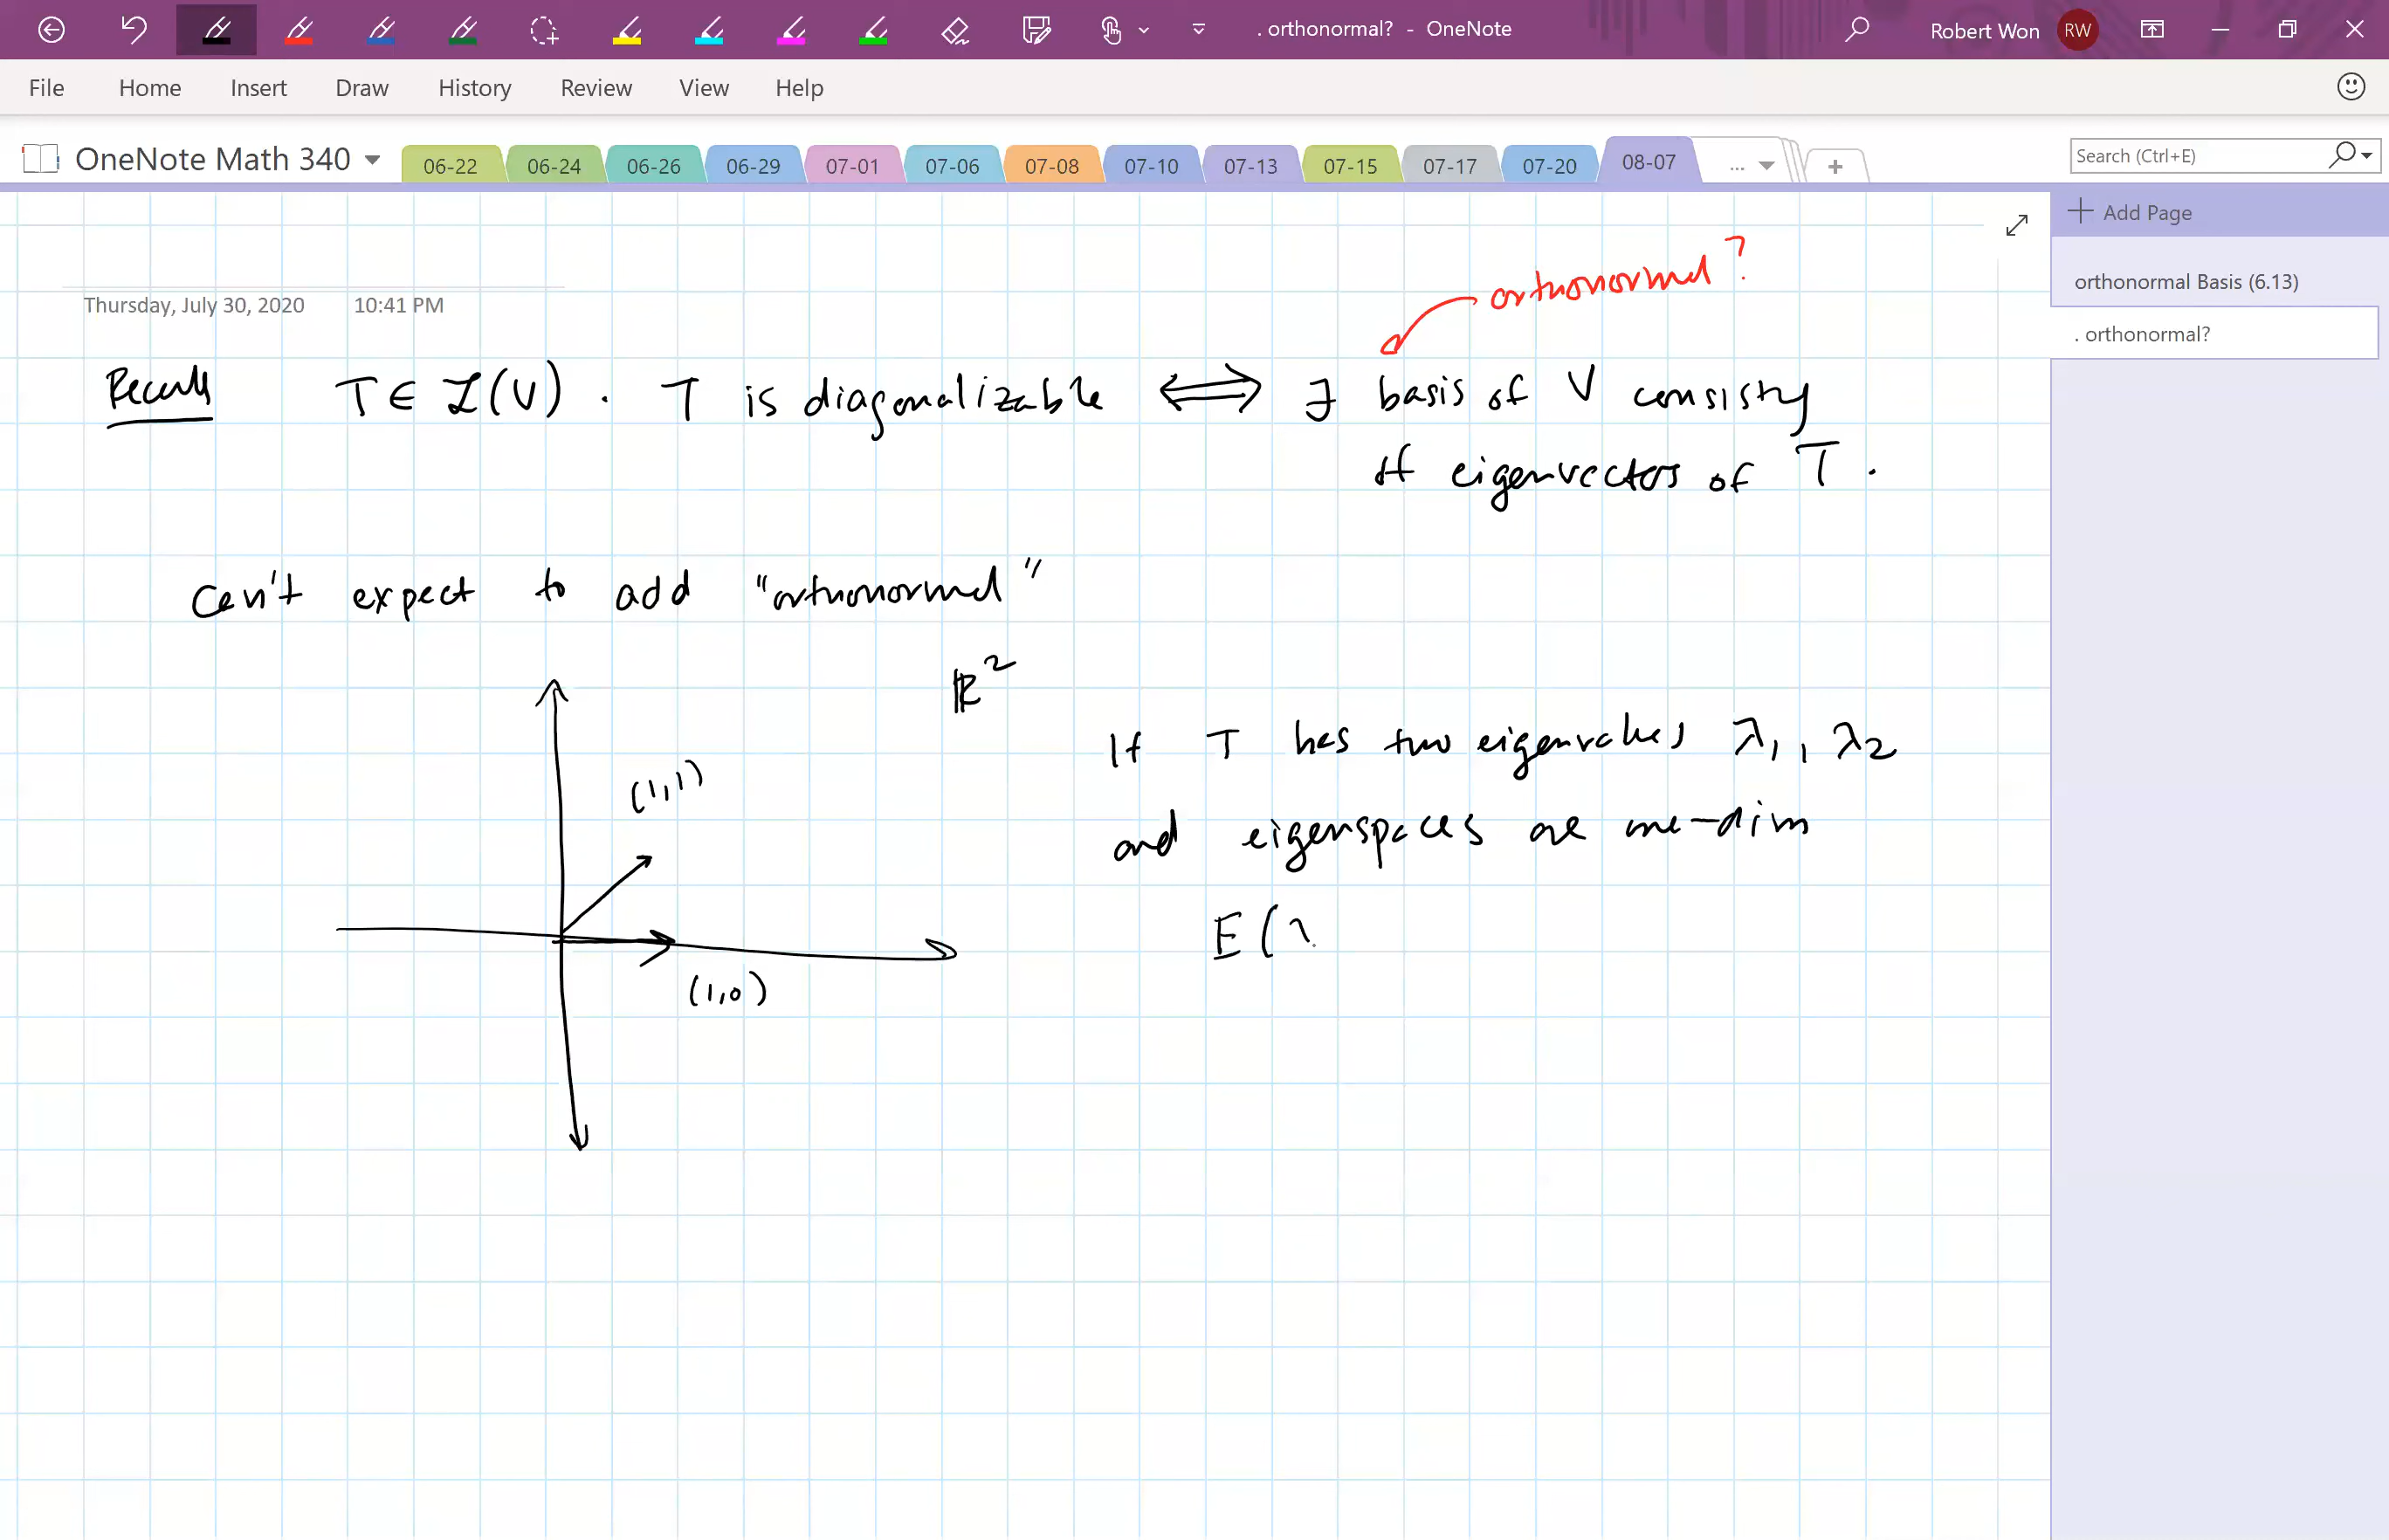 . orthonormal? - OneNote
Robert Won RW
File Home Insert Draw History Review View Help
OneNote Math 340 06-22 06-24 06-26 06-29 07-01 07-06 07-08 07-10 07-13 07-15 07-17 07-20 08-07 ... +
Search (Ctrl+E)
Add Page
orthonormal Basis (6.13)
. orthonormal?
Thursday, July 30, 2020 10:41 PM
orthonormal?
Recall T ∈ ℒ(V). T is diagonalizable ⟺ ∃ basis of V consisty
of eigenvectors of T.
Can't expect to add "orthonormal"
ℝ²
(1,1)
(1,0)
If T has two eigenvalues λ₁, λ₂
and eigenspaces are one-dim
E(